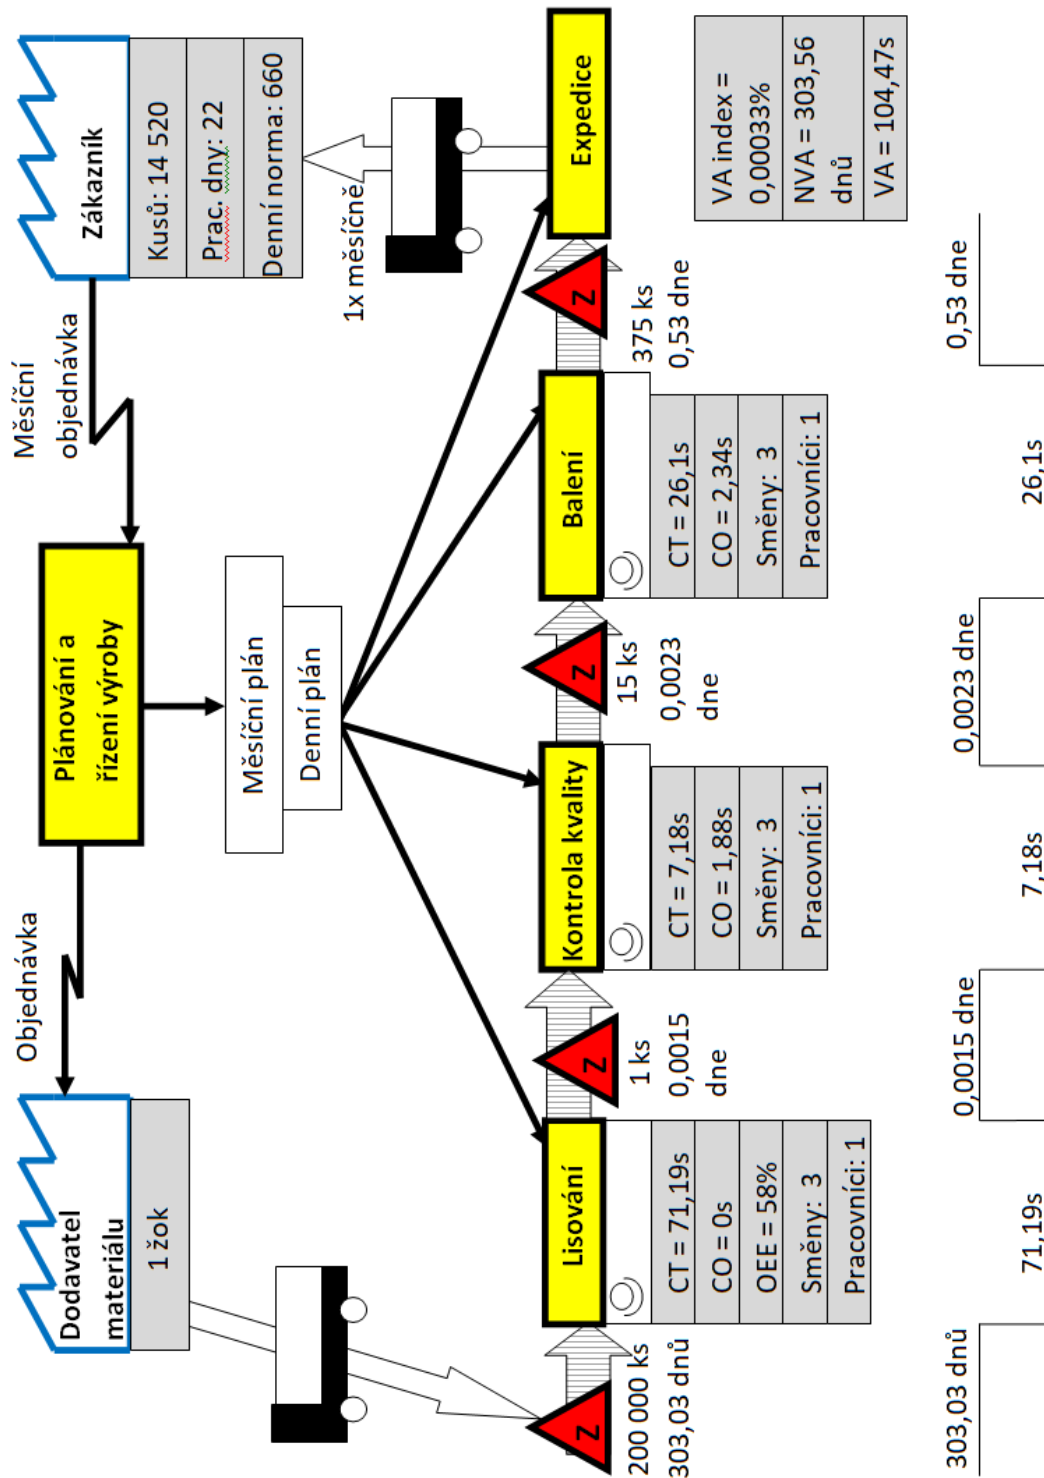 Dodavatel
materiálu
1 žok
Objednávka
Plánování a
řízení výroby
Měsíční
objednávka
Zákazník
Kusů: 14 520
Prac. dny: 22
Denní norma: 660
Měsíční plán
Denní plán
1x měsíčně
Z
200 000 ks
303,03 dnů
Lisování
CT = 71,19s
CO = 0s
OEE = 58%
Směny: 3
Pracovníci: 1
Z
1 ks
0,0015
dne
Kontrola kvality
CT = 7,18s
CO = 1,88s
Směny: 3
Pracovníci: 1
Z
15 ks
0,0023
dne
Balení
CT = 26,1s
CO = 2,34s
Směny: 3
Pracovníci: 1
Z
375 ks
0,53 dne
Expedice
VA index =
0,00033%
NVA = 303,56
dnů
VA = 104,47s
303,03 dnů
71,19s
0,0015 dne
7,18s
0,0023 dne
26,1s
0,53 dne